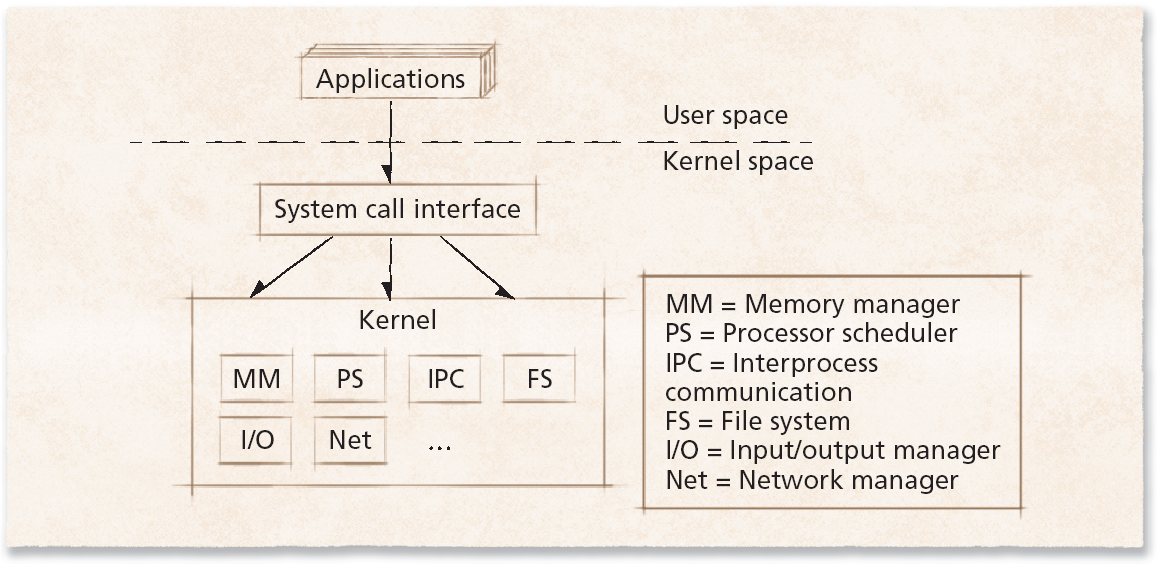 Applications
User space
Kernel space
System call interface
Kernel
MM PS IPC FS
I/O Net ...
MM = Memory manager
PS = Processor scheduler
IPC = Interprocess
communication
FS = File system
I/O = Input/output manager
Net = Network manager